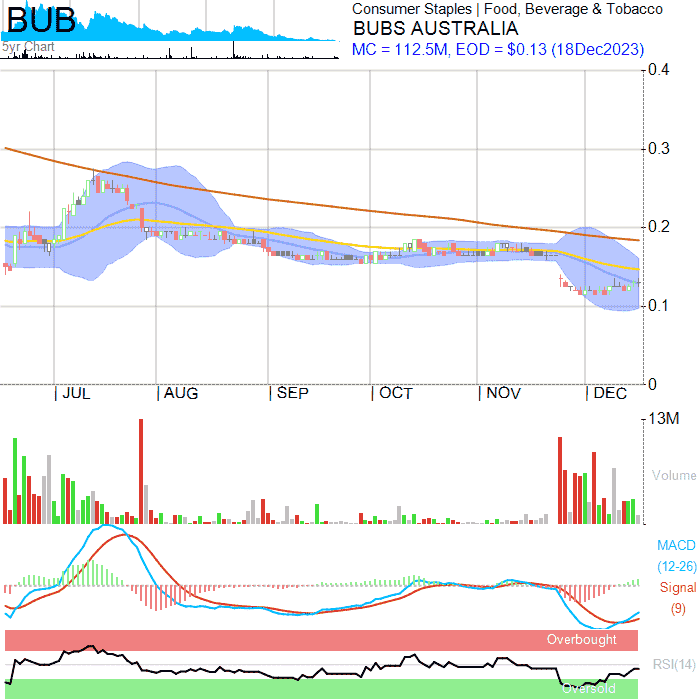 BUB
5yr Chart
Consumer Staples | Food, Beverage & Tobacco
BUBS AUSTRALIA
MC = 112.5M, EOD = $0.13 (18Dec2023)
0.4
0.3
0.2
0.1
0
JUL AUG SEP OCT NOV DEC
13M
Volume
MACD
(12-26)
Signal
(9)
Overbought
RSI(14)
Oversold